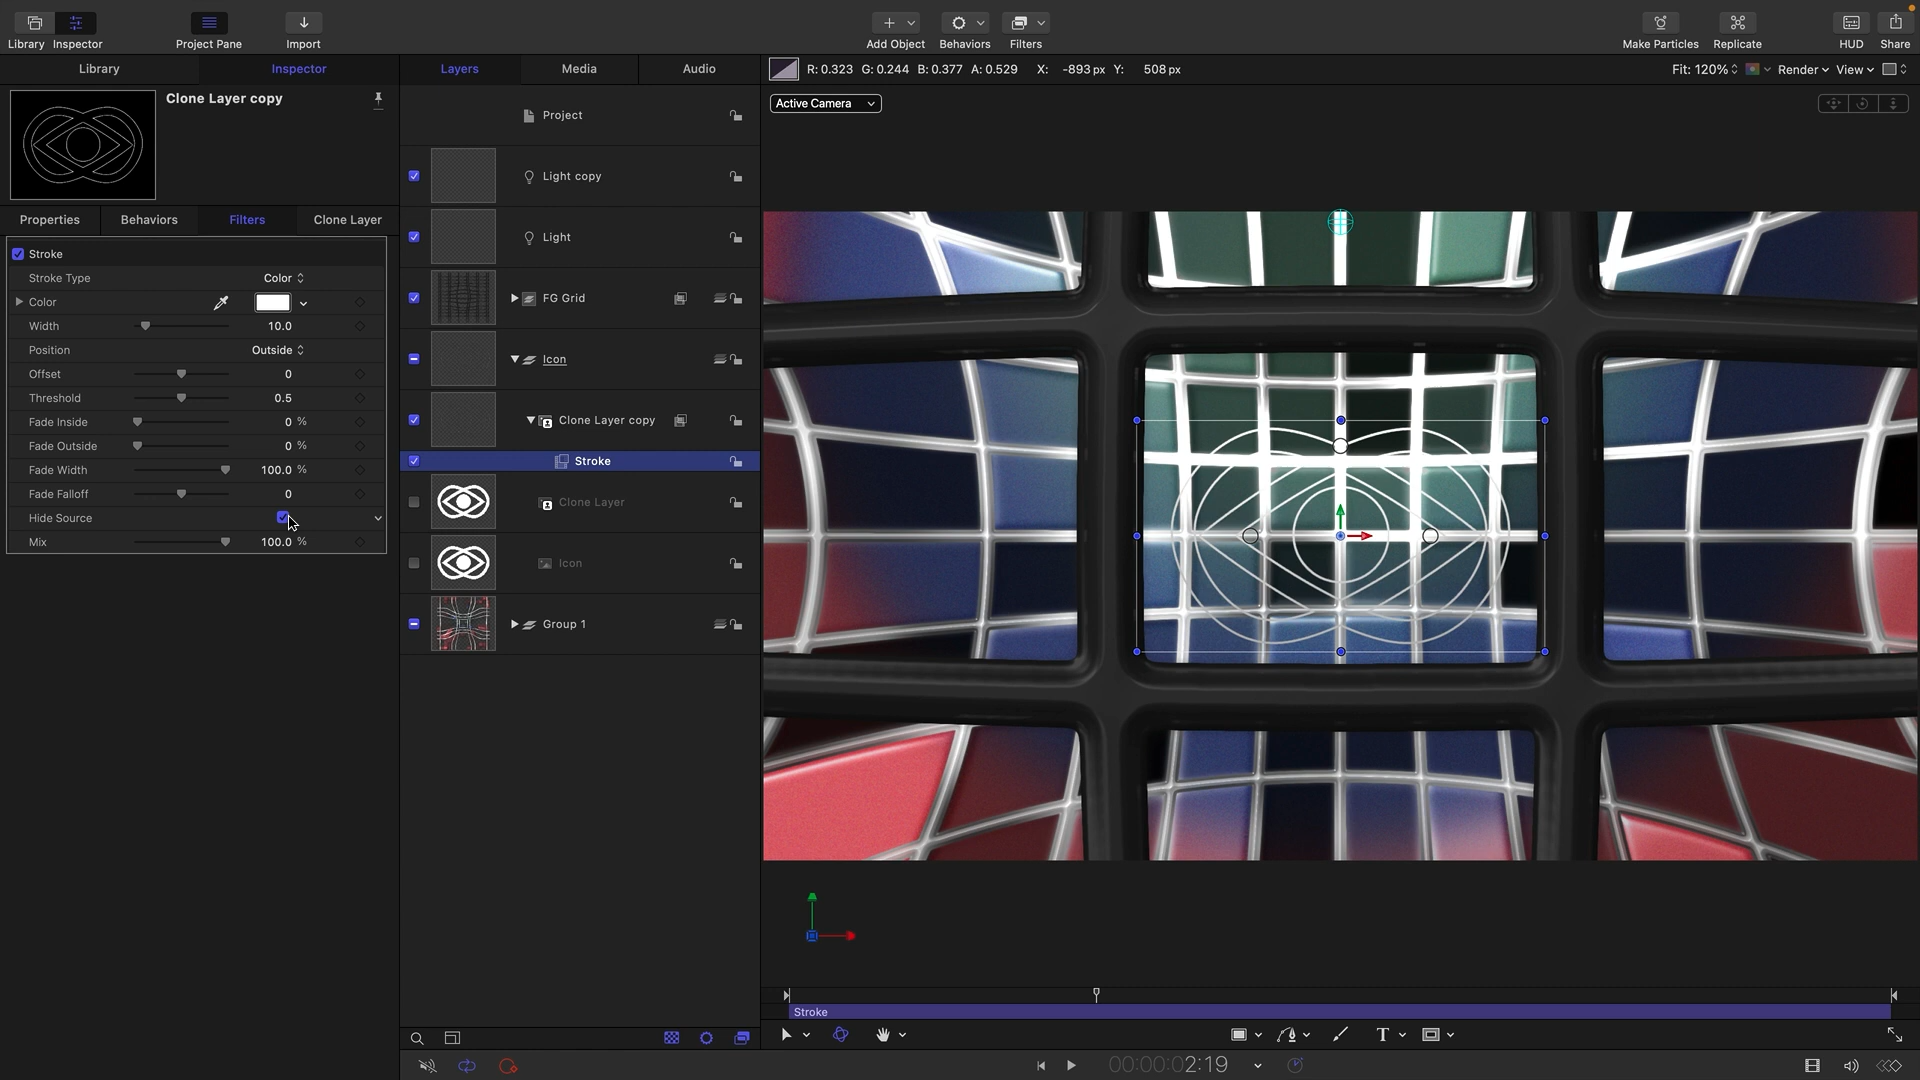 Library
Inspector
Project Pane
Import
Add Object
Behaviors
Filters
Make Particles
Replicate
HUD
Share
Library
Inspector
Layers
Media
Audio
R: 0.323 G: 0.244 B: 0.377 A: 0.529 X: -893 px Y: 508 px
Fit: 120%
Render
View
Clone Layer copy
Active Camera
Properties
Behaviors
Filters
Clone Layer
Stroke
Stroke Type Color
Color
Width 10.0
Position Outside
Offset 0
Threshold 0.5
Fade Inside 0 %
Fade Outside 0 %
Fade Width 100.0 %
Fade Falloff 0
Hide Source
Mix 100.0 %
Project
Light copy
Light
FG Grid
Icon
Clone Layer copy
Stroke
Clone Layer
Icon
Group 1
Stroke
T
00:00:02:19